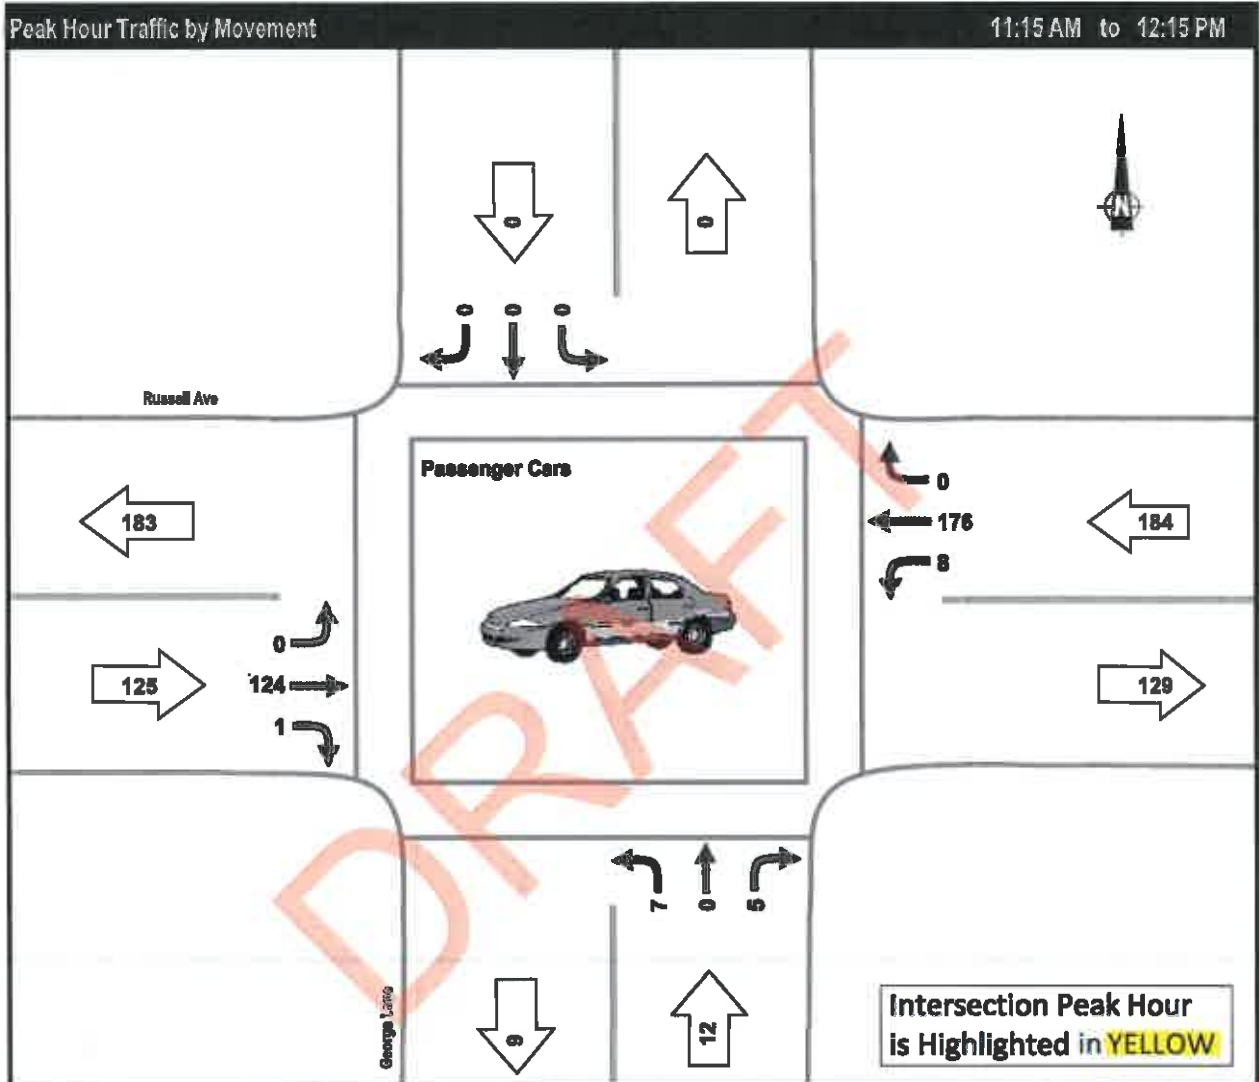 Peak Hour Traffic by Movement 11:15 AM to 12:15 PM
0 0
N
0 0 0
Russell Ave
Passenger Cars
0
183
176
184
8
0
125
124
129
1
DRAFT
7 0 5
George Lane
9 12
Intersection Peak Hour
is Highlighted in YELLOW